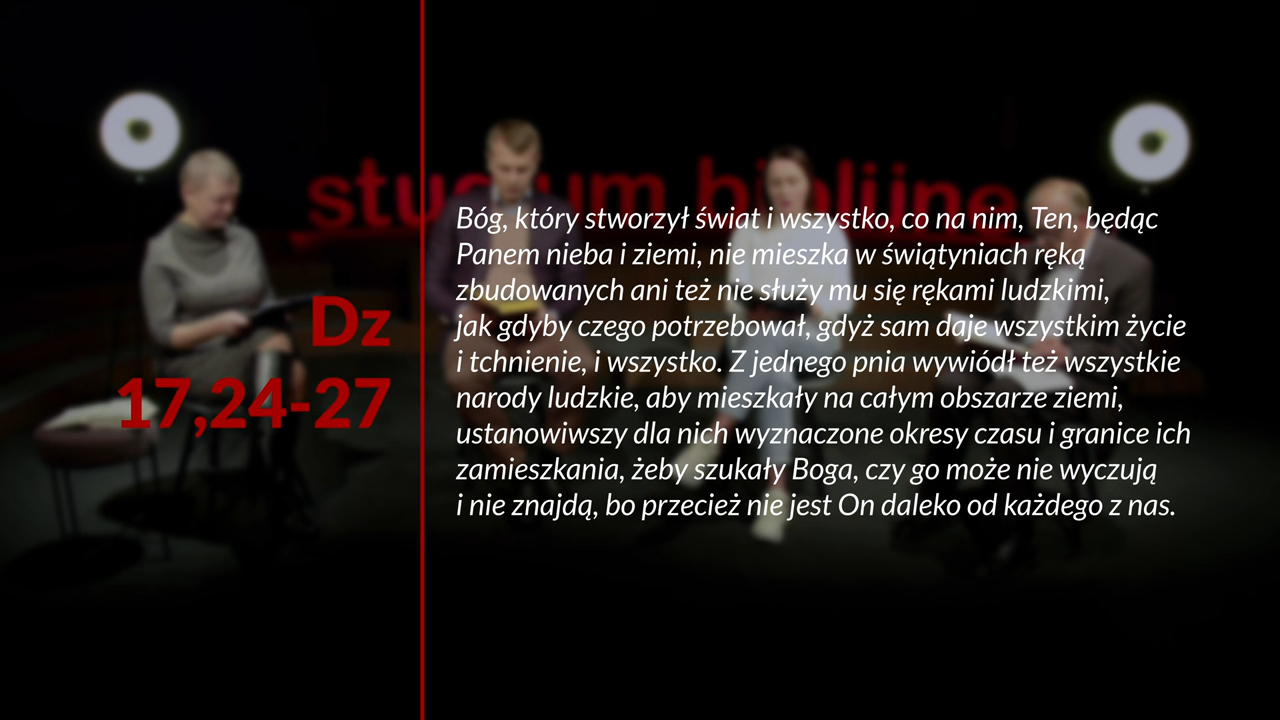 studium biblijne
Dz
17,24-27
Bóg, który stworzył świat i wszystko, co na nim, Ten, będąc
Panem nieba i ziemi, nie mieszka w świątyniach ręką
zbudowanych ani też nie służy mu się rękami ludzkimi,
jak gdyby czego potrzebował, gdyż sam daje wszystkim życie
i tchnienie, i wszystko. Z jednego pnia wywiódł też wszystkie
narody ludzkie, aby mieszkały na całym obszarze ziemi,
ustanowiwszy dla nich wyznaczone okresy czasu i granice ich
zamieszkania, żeby szukały Boga, czy go może nie wyczują
i nie znajdą, bo przecież nie jest On daleko od każdego z nas.